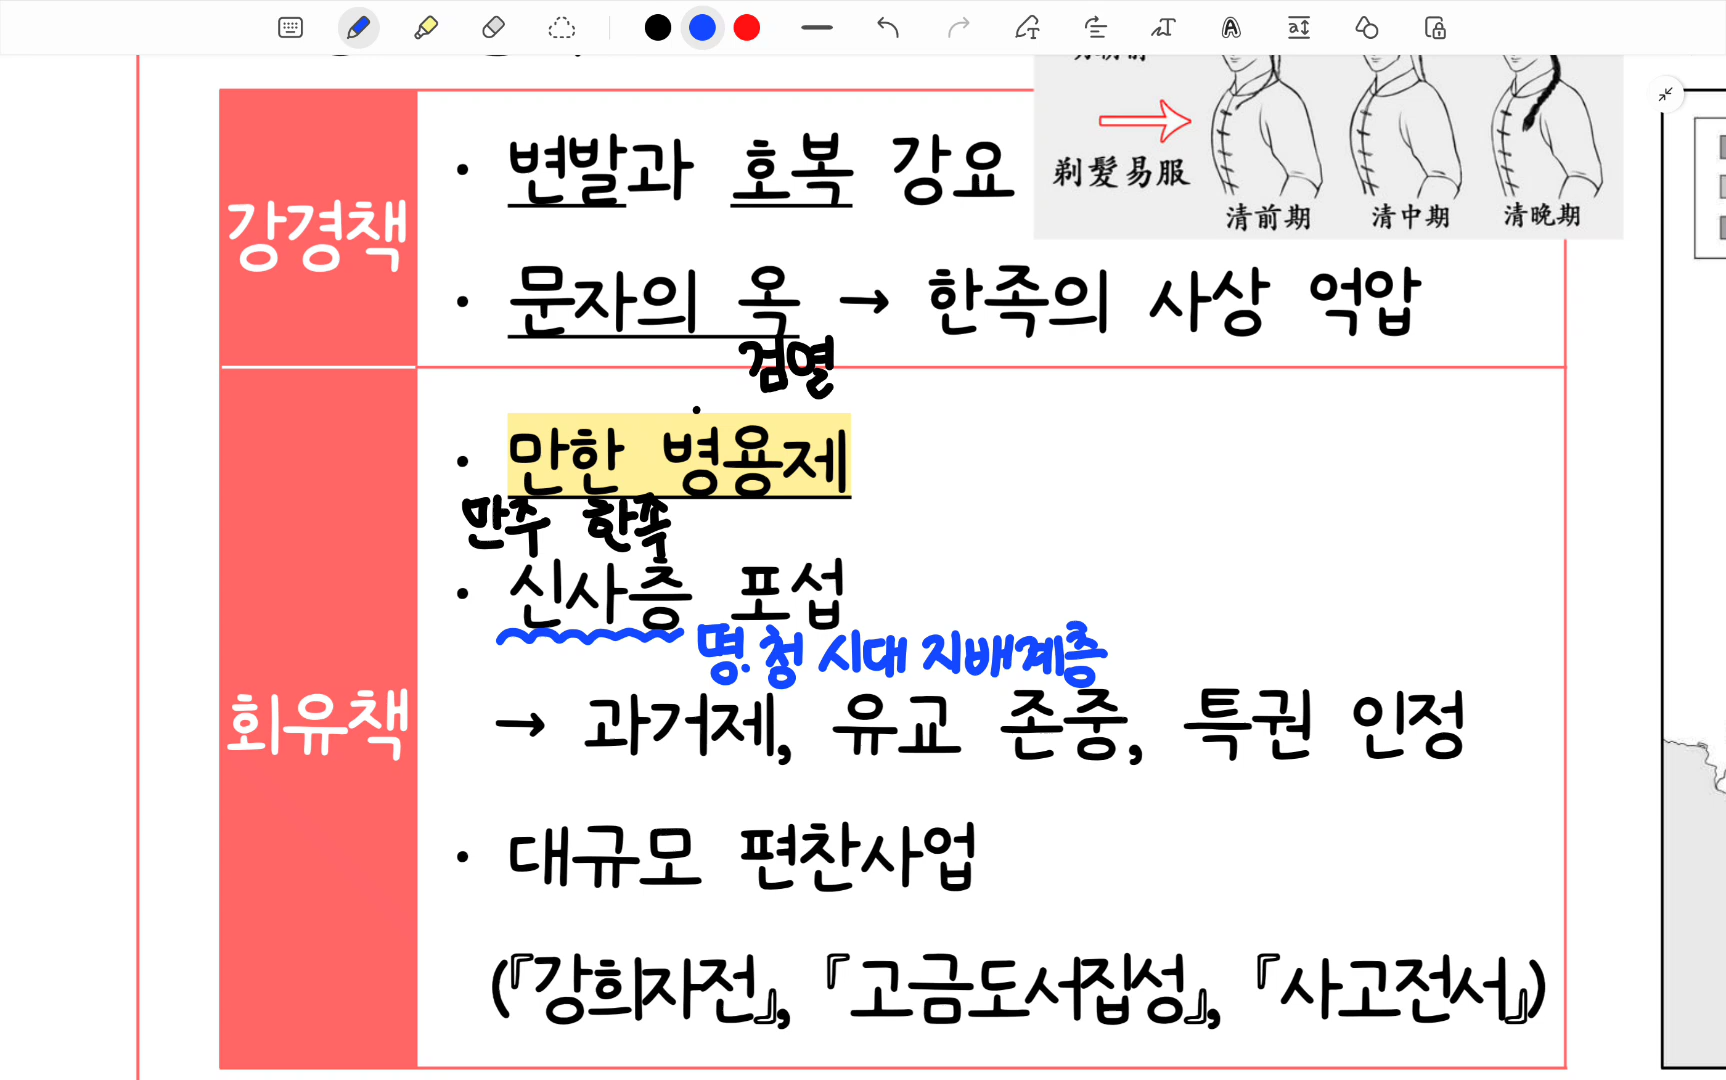 剃髮易服
清前期 清中期 清晩期
강경책
· 변발과 호복 강요
· 문자의 옥 → 한족의 사상 억압
검열
회유책
· 만한 병용제
만주 한족
· 신사층 포섭
명.청 시대 지배계층
→ 과거제, 유교 존중, 특권 인정
· 대규모 편찬사업
(『강희자전』, 『고금도서집성』, 『사고전서』)